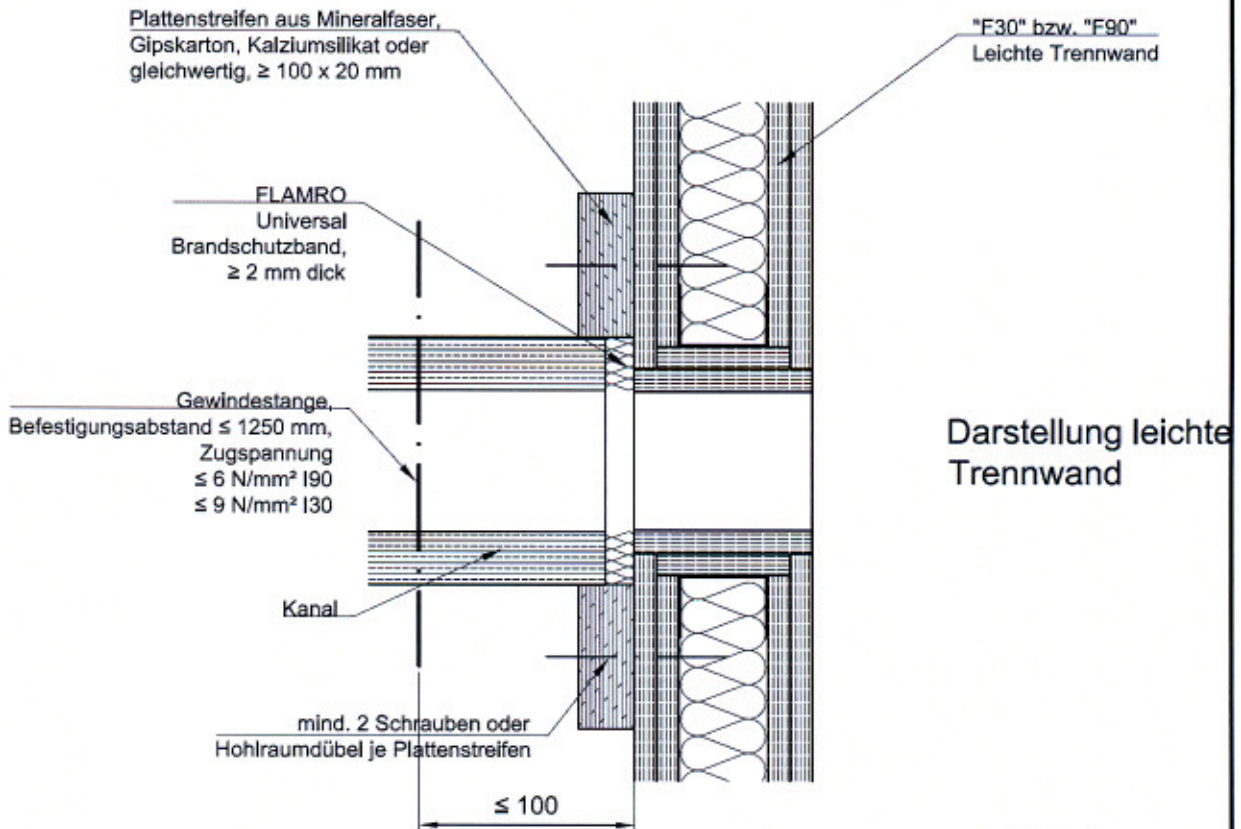 Plattenstreifen aus Mineralfaser,
Gipskarton, Kalziumsilikat oder
gleichwertig, ≥ 100 x 20 mm
"F30" bzw. "F90"
Leichte Trennwand
FLAMRO
Universal
Brandschutzband,
≥ 2 mm dick
Gewindestange,
Befestigungsabstand ≤ 1250 mm,
Zugspannung
≤ 6 N/mm² I90
≤ 9 N/mm² I30
Darstellung leichte
Trennwand
Kanal
mind. 2 Schrauben oder
Hohlraumdübel je Plattenstreifen
≤ 100